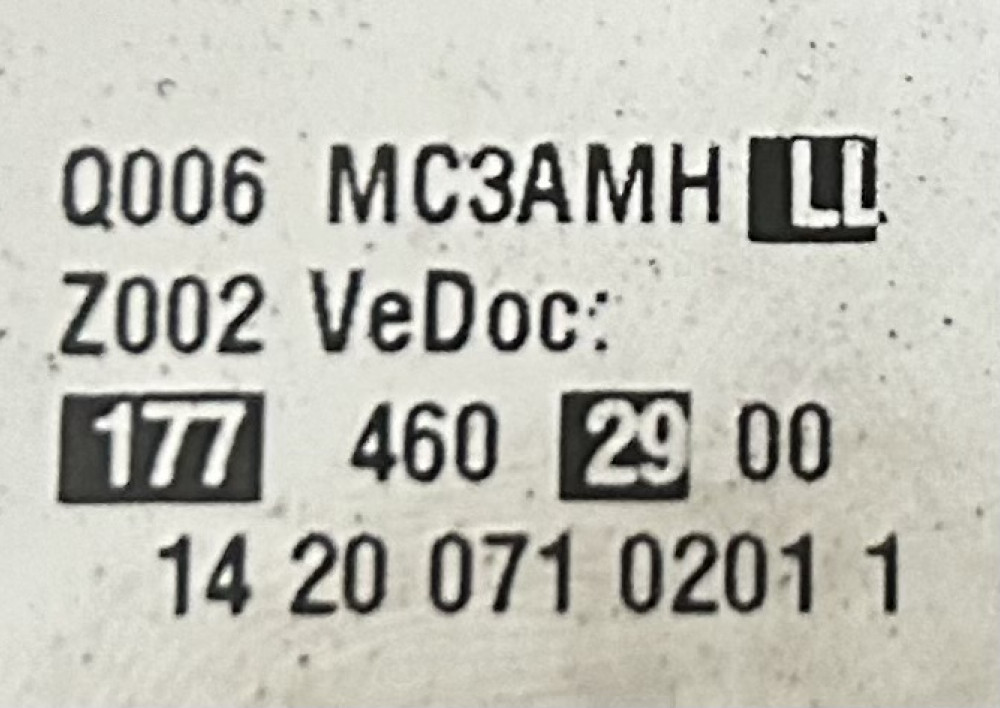 Q006 MC3AMH LL
Z002 VeDoc:
177 460 29 00
14 20 071 0201 1